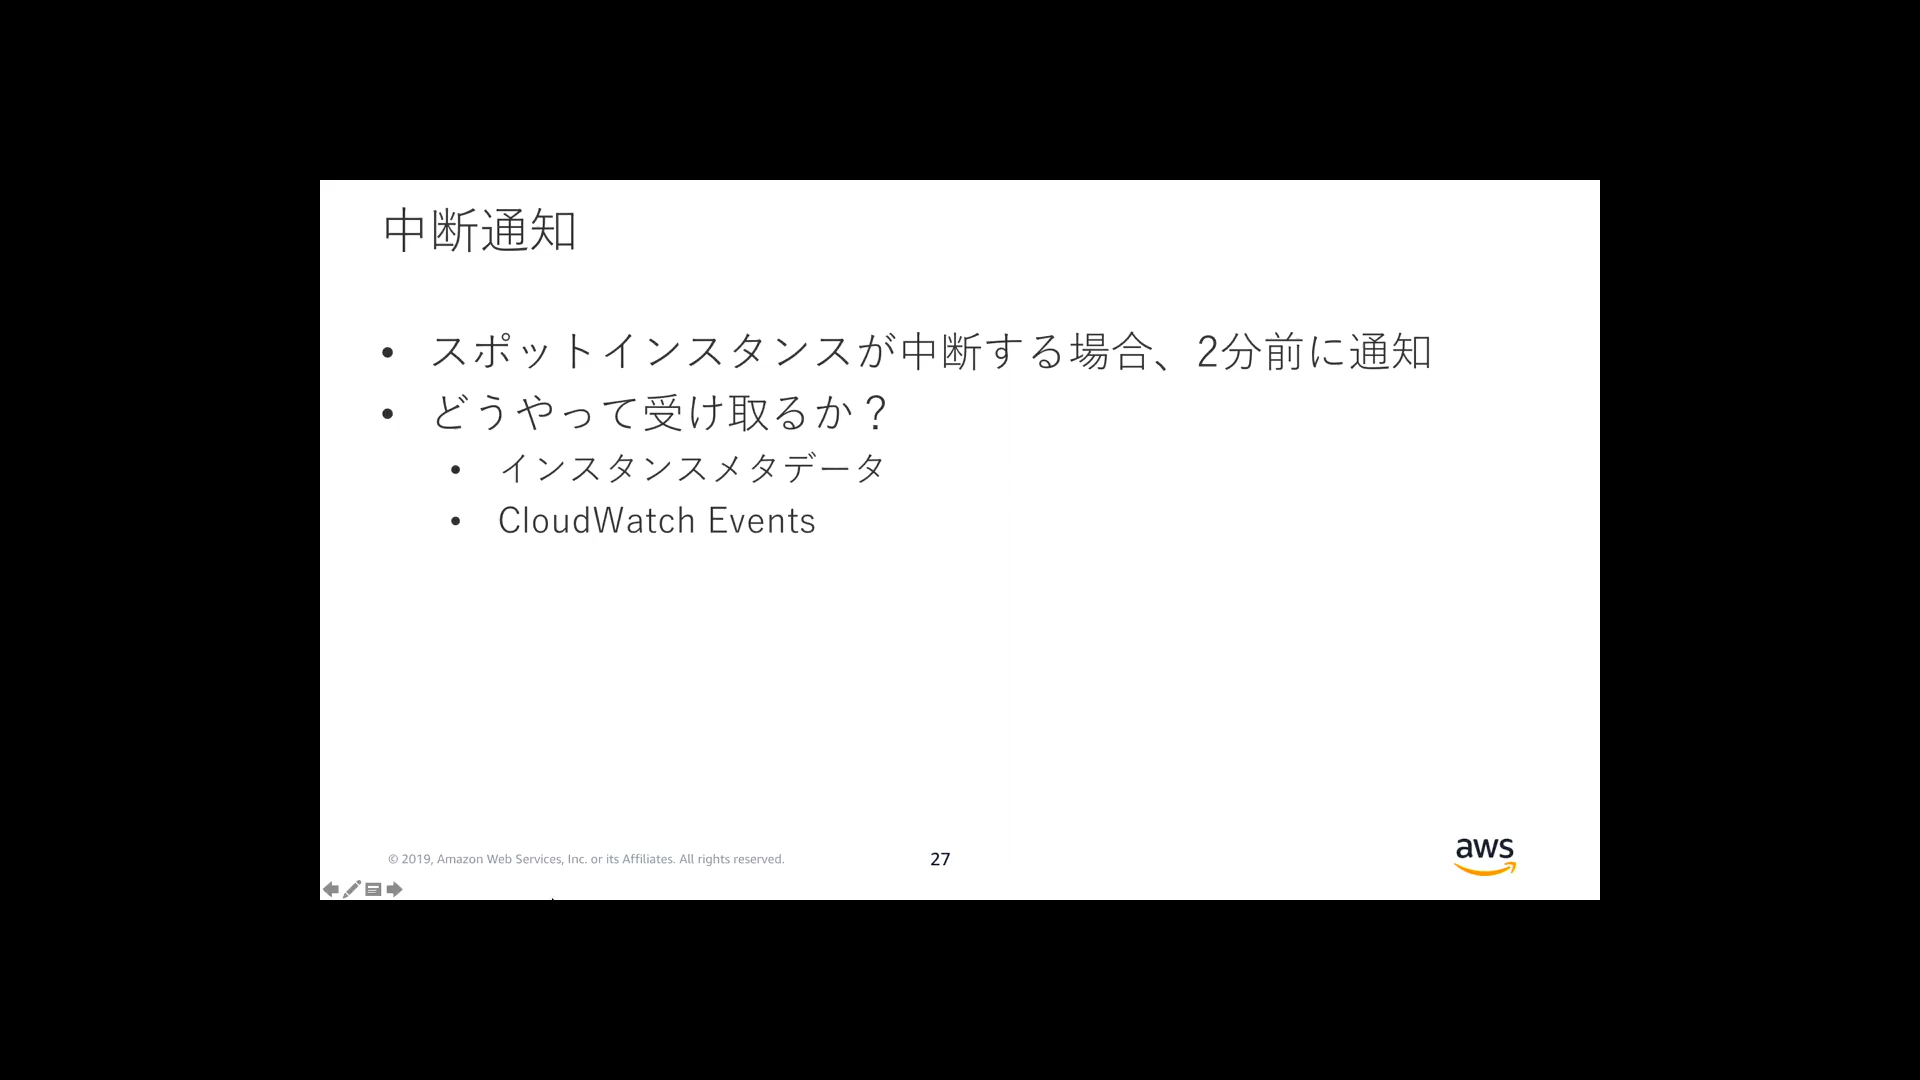 中断通知
• スポットインスタンスが中断する場合、2分前に通知
• どうやって受け取るか？
• インスタンスメタデータ
• CloudWatch Events
© 2019, Amazon Web Services, Inc. or its Affiliates. All rights reserved.
27
aws